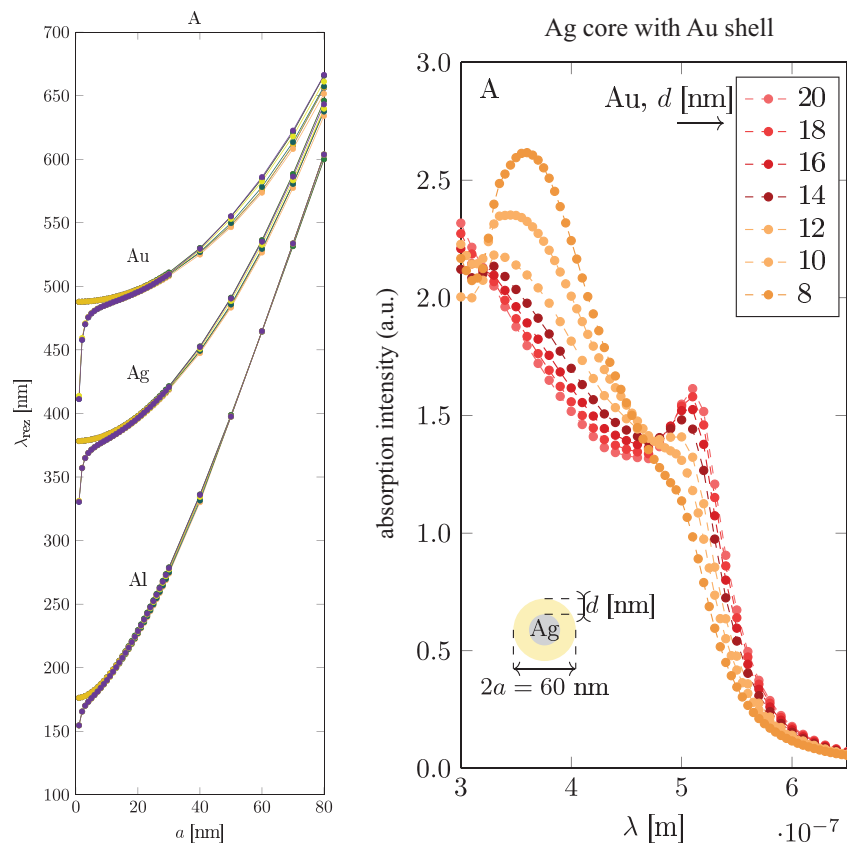 A
700
650
600
550
500
450
400
350
300
250
200
150
100
0
20
40
60
80
λrez [nm]
a [nm]
Au
Ag
Al
Ag core with Au shell
A
Au, d [nm]
20
18
16
14
12
10
8
3.0
2.5
2.0
1.5
1.0
0.5
0.0
absorption intensity (a.u.)
Ag
d [nm]
2a = 60 nm
3
4
5
6
λ [m]
·10−7